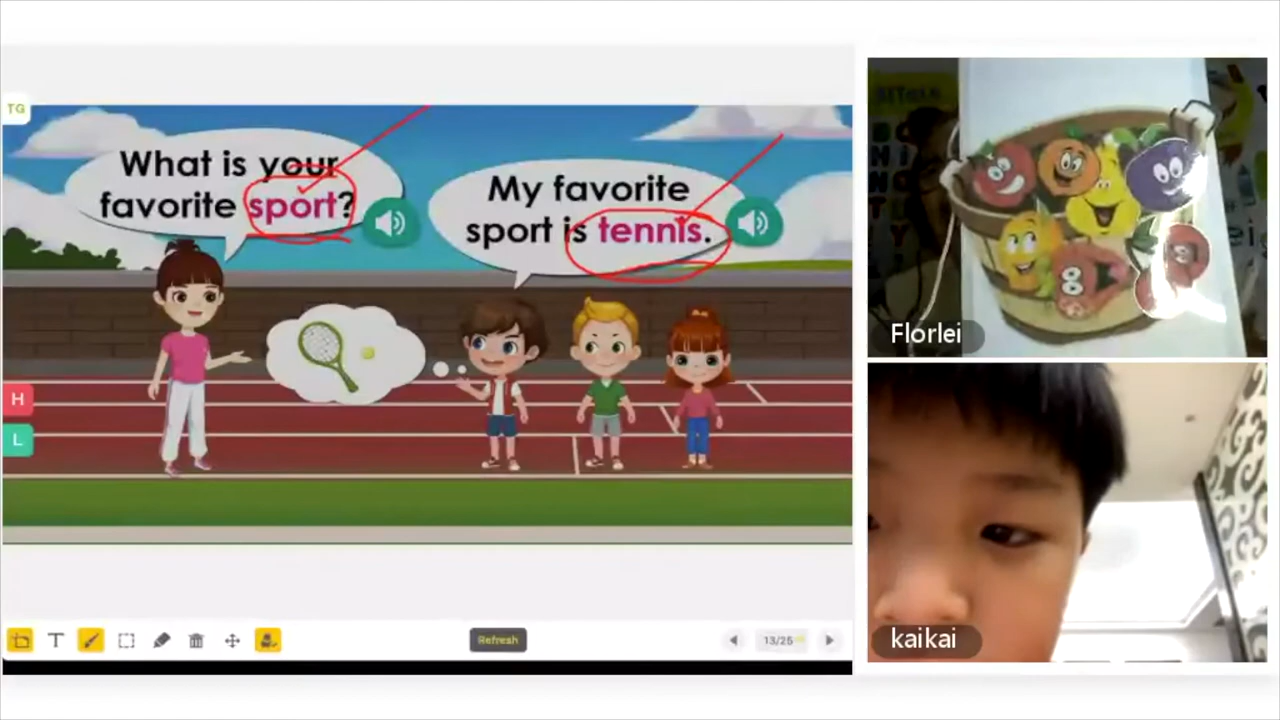 TG
What is your
favorite sport?
My favorite
sport is tennis.
H
L
T
Refresh
13/25
Florlei
kaikai